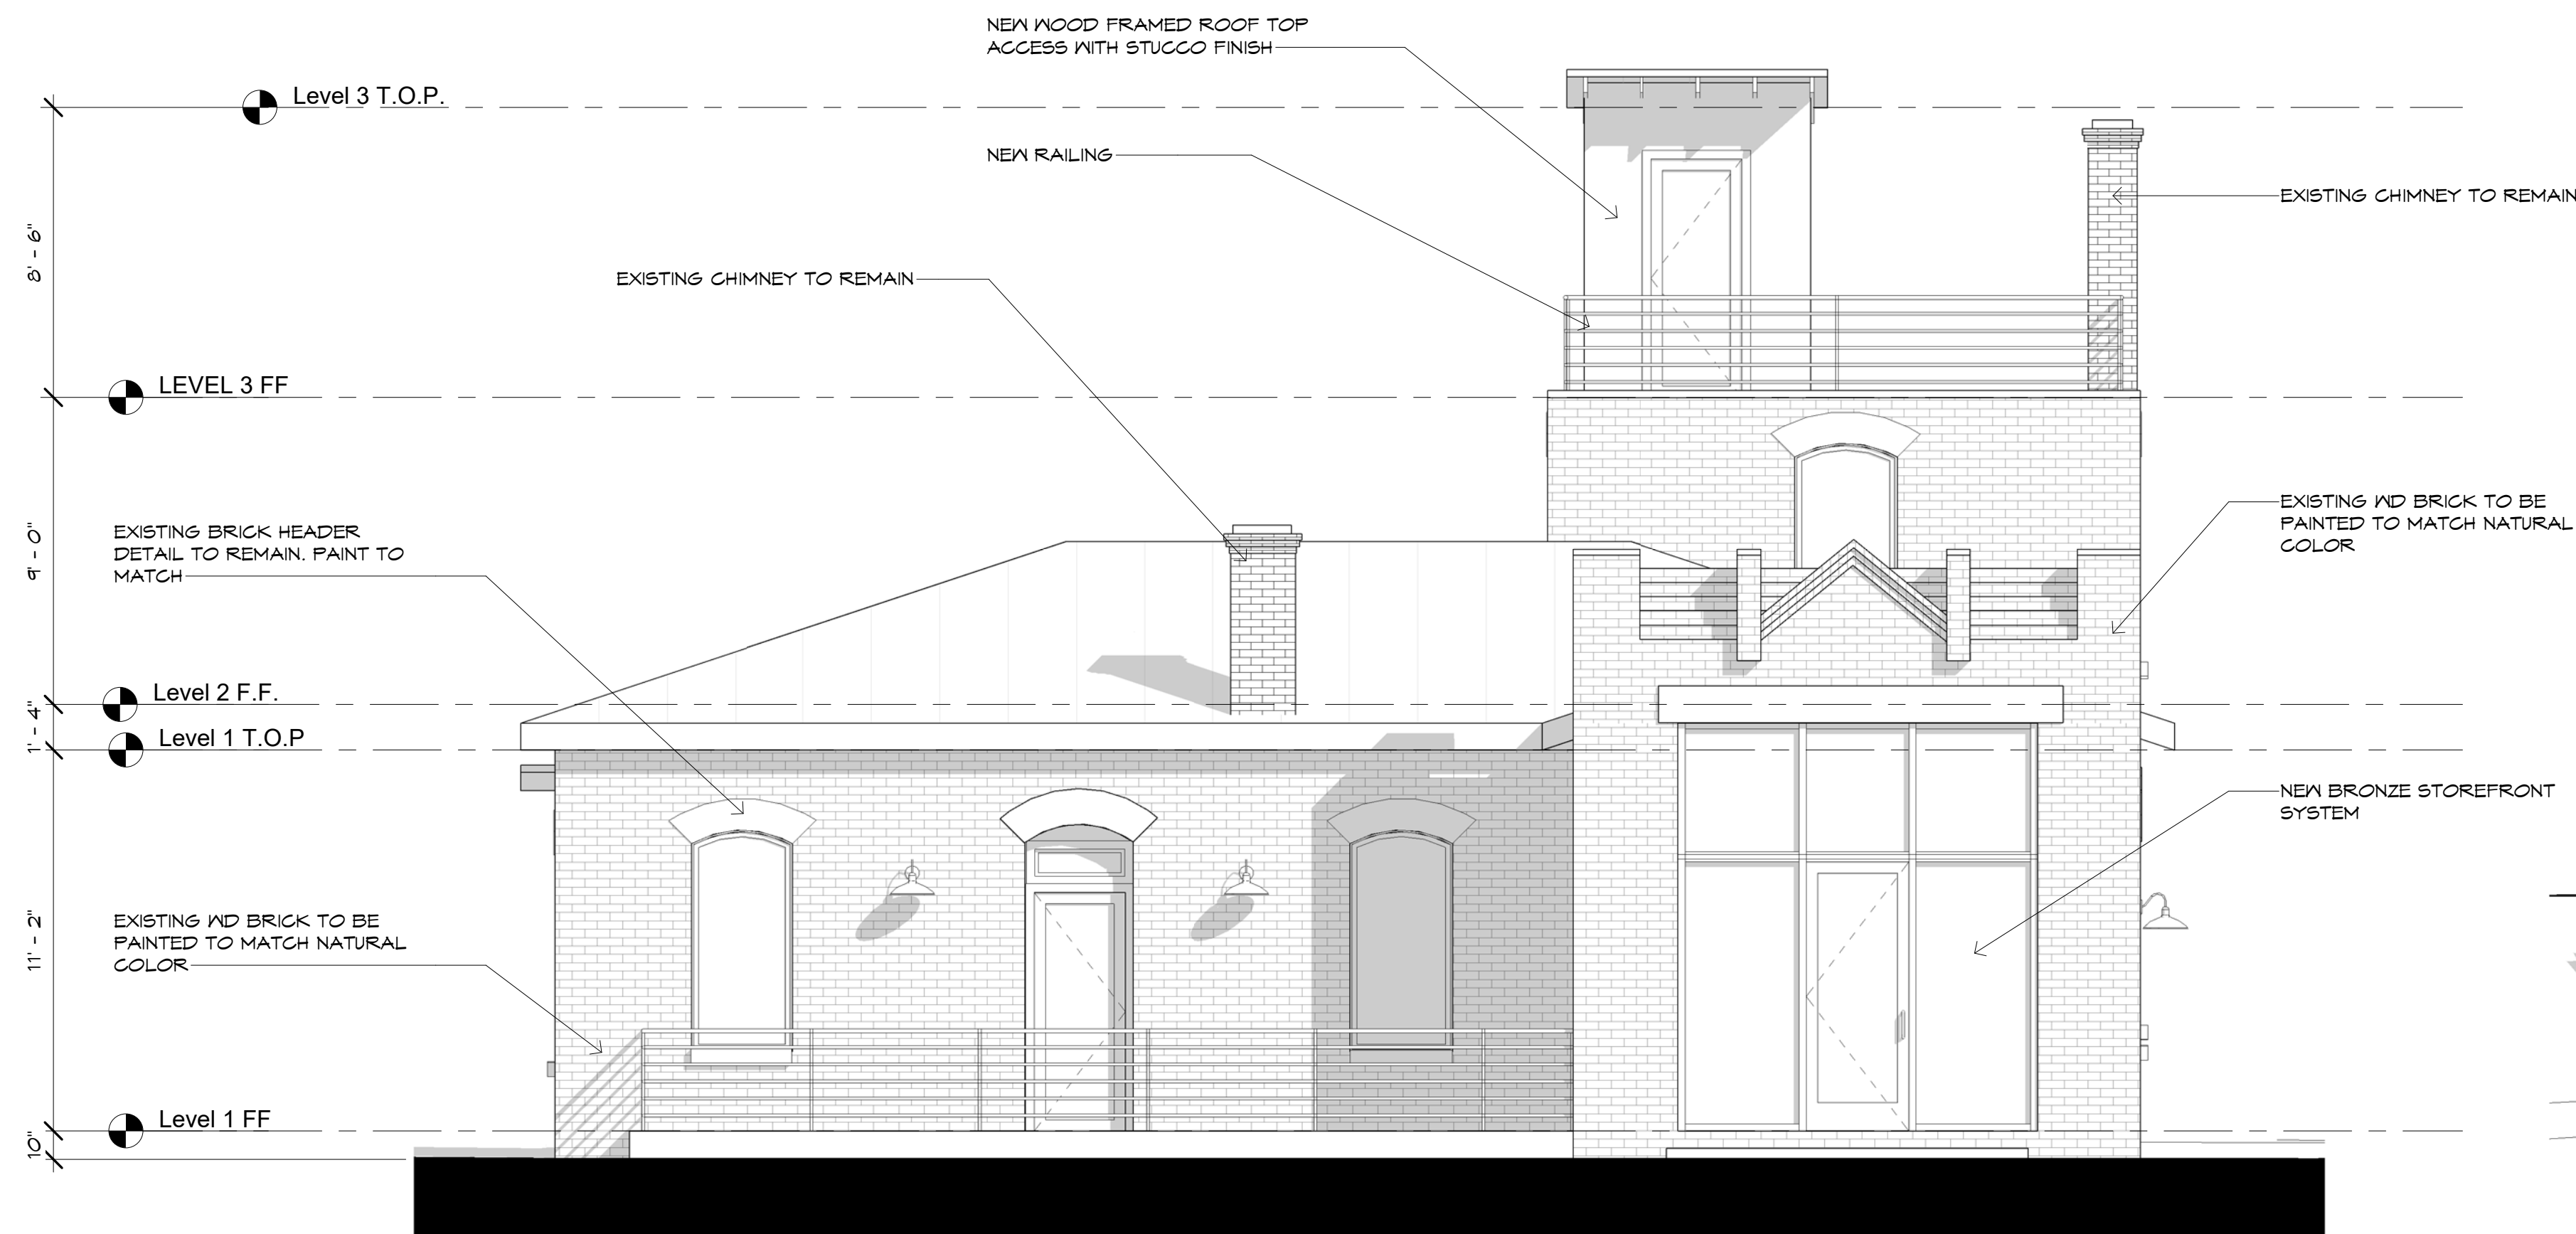 NEW WOOD FRAMED ROOF TOP
ACCESS WITH STUCCO FINISH
Level 3 T.O.P.
NEW RAILING
EXISTING CHIMNEY TO REMAIN
8' - 6"
EXISTING CHIMNEY TO REMAIN
LEVEL 3 FF
EXISTING WD BRICK TO BE
PAINTED TO MATCH NATURAL
COLOR
EXISTING BRICK HEADER
DETAIL TO REMAIN. PAINT TO
MATCH
9' - 0"
Level 2 F.F.
1' - 4"
Level 1 T.O.P
NEW BRONZE STOREFRONT
SYSTEM
EXISTING WD BRICK TO BE
PAINTED TO MATCH NATURAL
COLOR
11' - 2"
Level 1 FF
10"